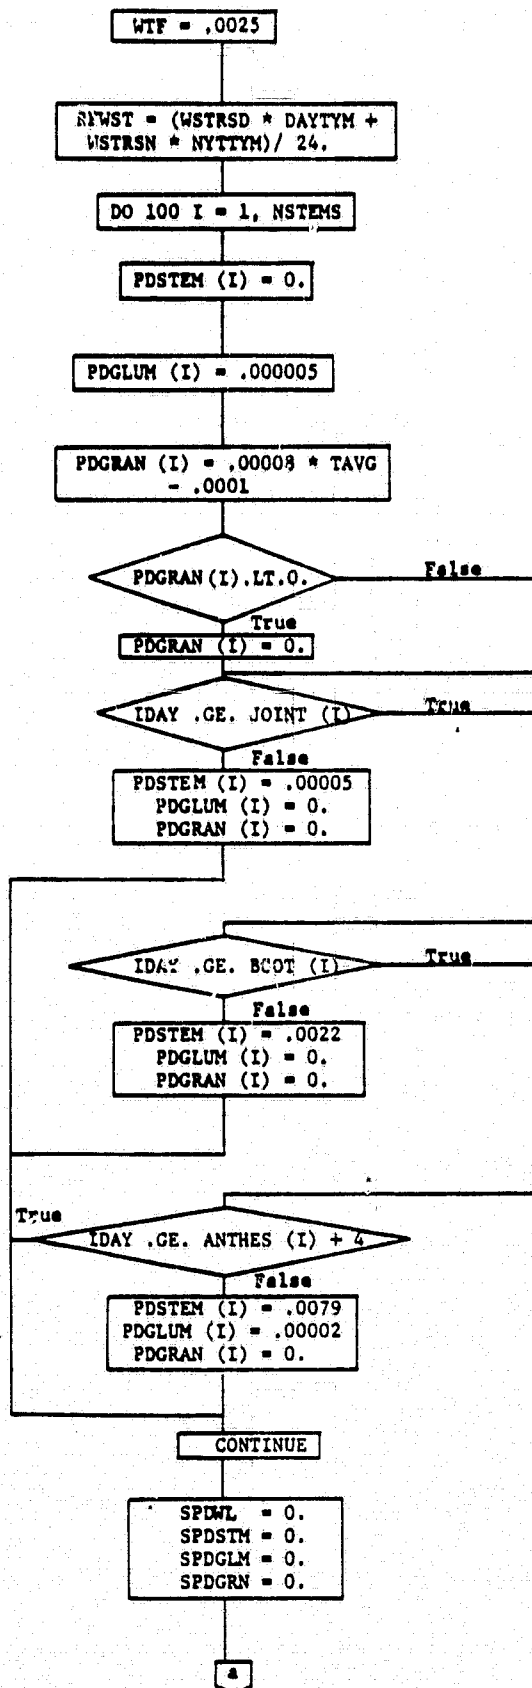 WTF = .0025
= (WSTRSD * DAYTYM +
WSTRSN * NYTTYM)/ 24.
DO 100 I = 1, NSTEMS
PDSTEM (I) = 0.
PDGLUM (I) = .000005
PDGRAN (I) = .00008 * TAVG
- .0001
PDGRAN(I).LT.0.
False
True
PDGRAN (I) = 0.
IDAY .GE. JOINT (I)
True
False
PDSTEM (I) = .00005
PDGLUM (I) = 0.
PDGRAN (I) = 0.
IDAY .GE. BOOT (I)
True
False
PDSTEM (I) = .0022
PDGLUM (I) = 0.
PDGRAN (I) = 0.
True
IDAY .GE. ANTHES (I) + 4
False
PDSTEM (I) = .0079
PDGLUM (I) = .00002
PDGRAN (I) = 0.
CONTINUE
SPDWL = 0.
SPDSTM = 0.
SPDGLM = 0.
SPDGRN = 0.
a